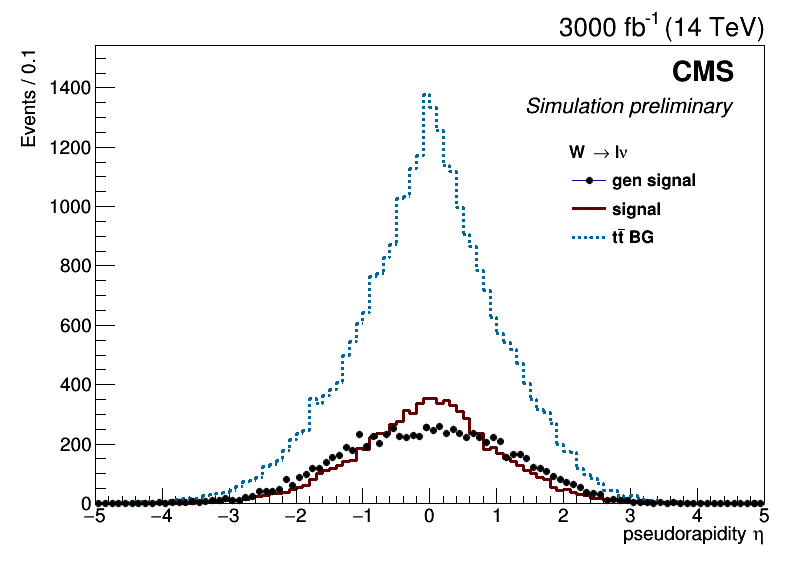 3000 fb-1 (14 TeV)
CMS
Simulation preliminary
W → lν
gen signal
signal
tt̄ BG
Events / 0.1
1400
1200
1000
800
600
400
200
0
−5 −4 −3 −2 −1 0 1 2 3 4 5
pseudorapidity η